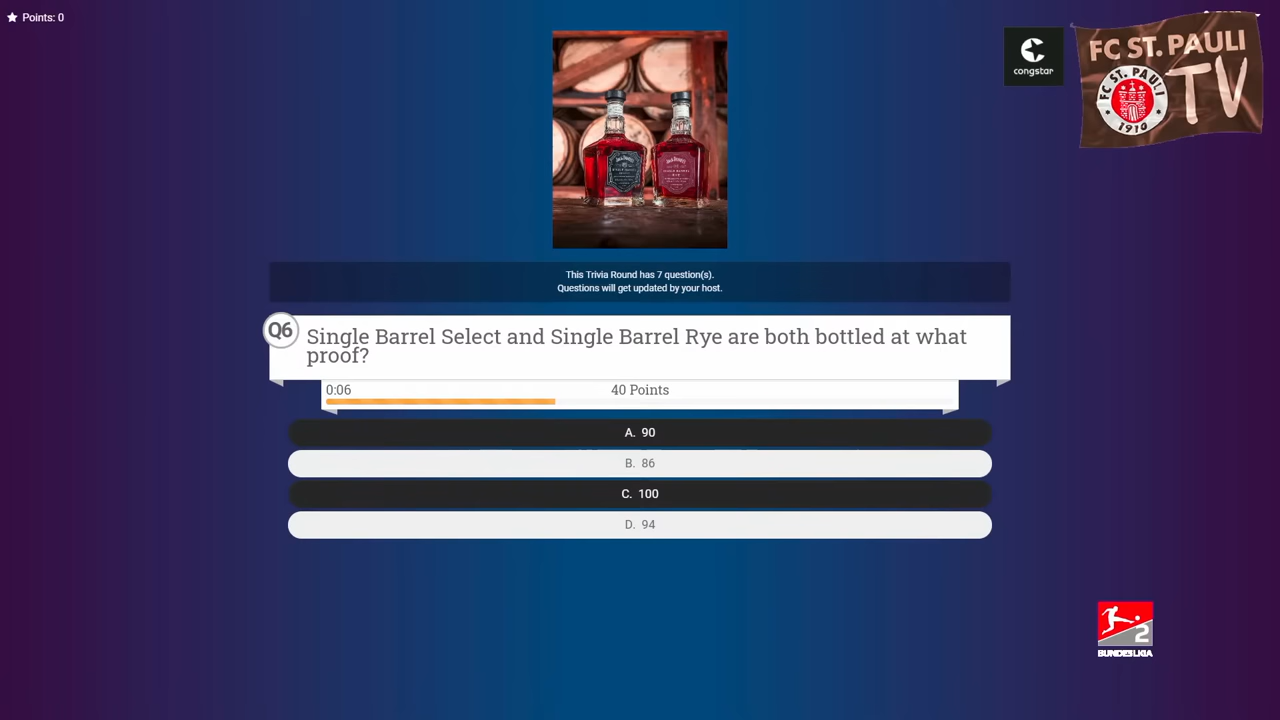 Points: 0
congstar
FC ST. PAULI
TV
FC ST. PAULI
1910
This Trivia Round has 7 question(s).
Questions will get updated by your host.
Q6
Single Barrel Select and Single Barrel Rye are both bottled at what
proof?
0:06
40 Points
A. 90
B. 86
C. 100
D. 94
2